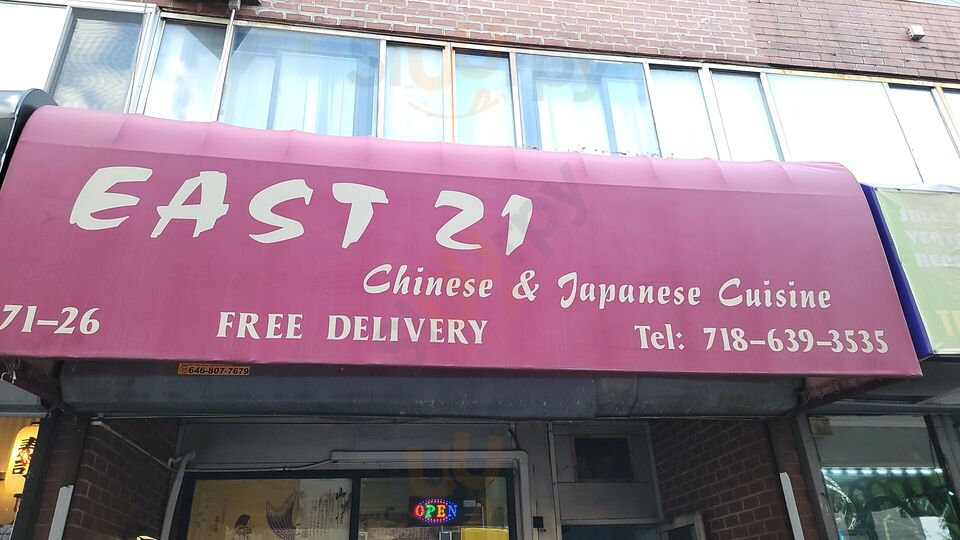 EAST 21
Chinese & Japanese Cuisine
71-26
FREE DELIVERY
Tel: 718-639-3535
646-807-7679
OPEN